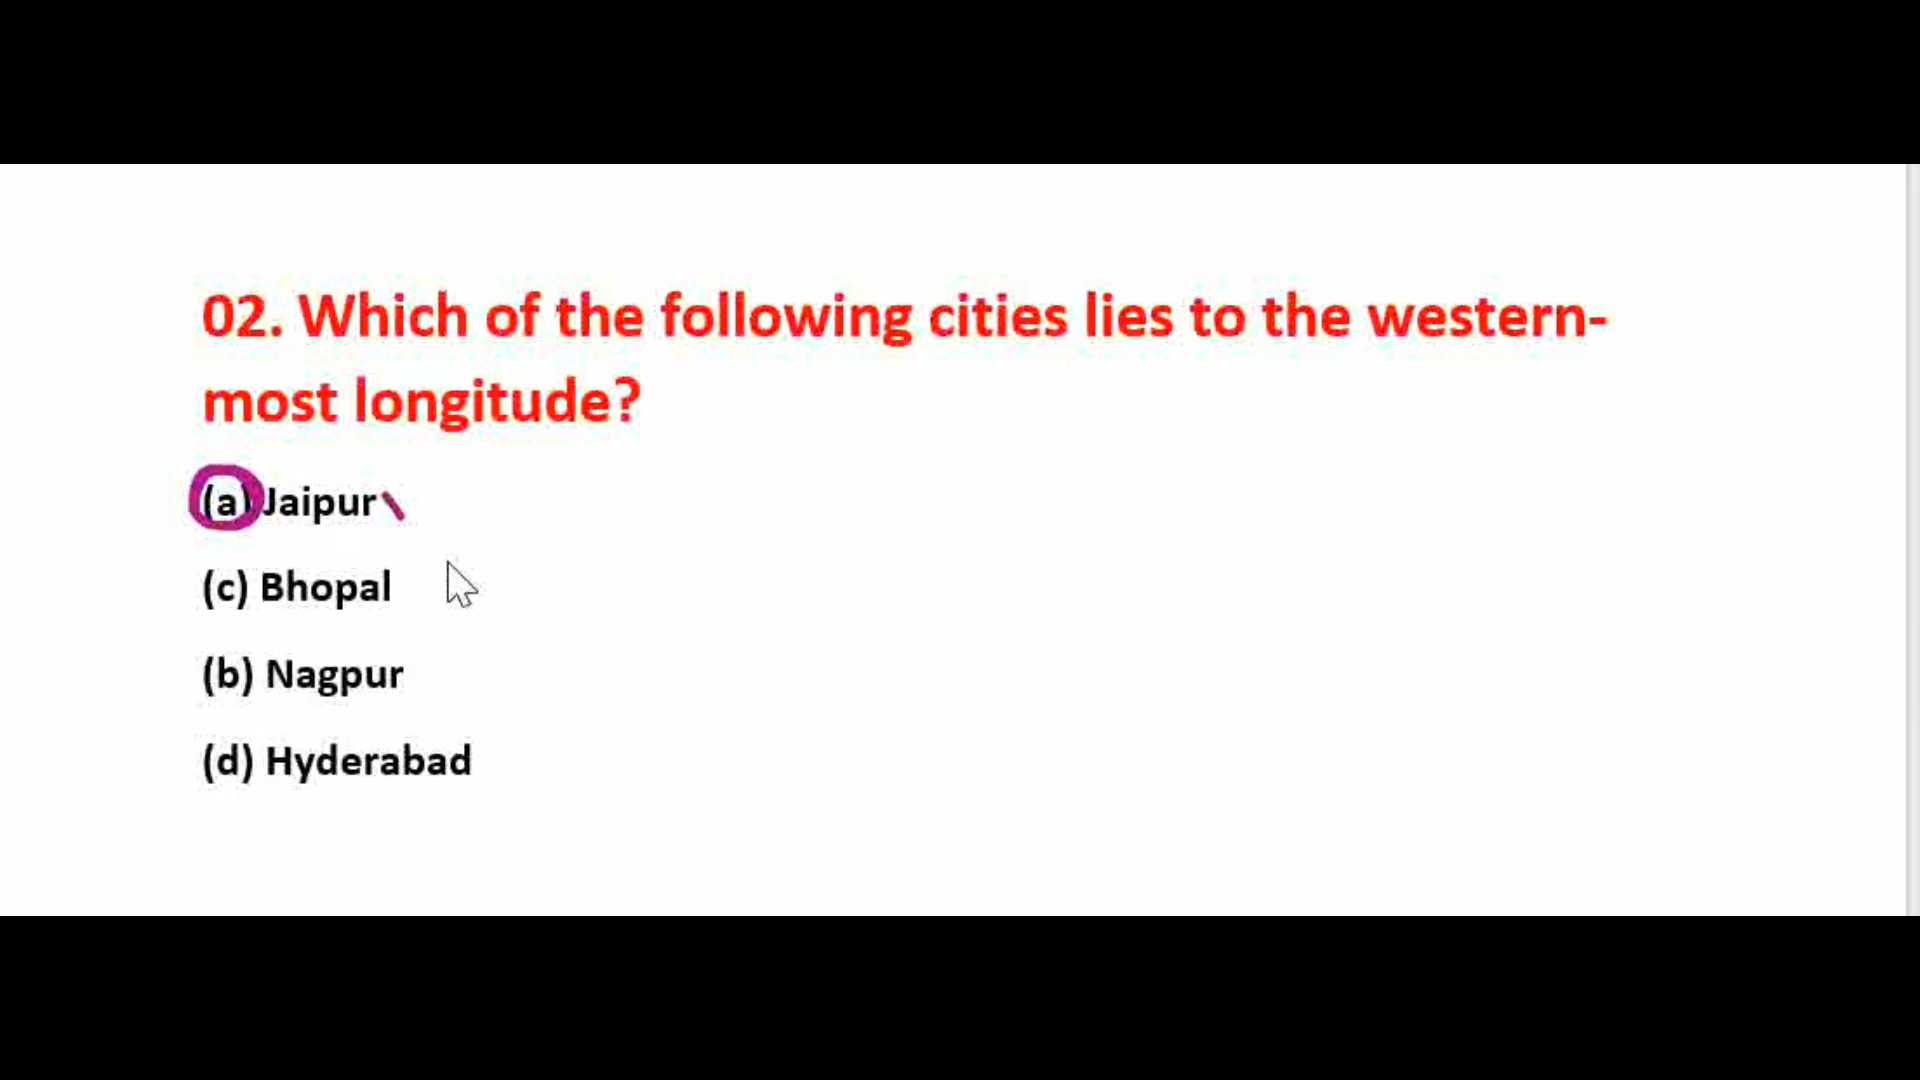 02. Which of the following cities lies to the western-
most longitude?
(a) Jaipur
(c) Bhopal
(b) Nagpur
(d) Hyderabad